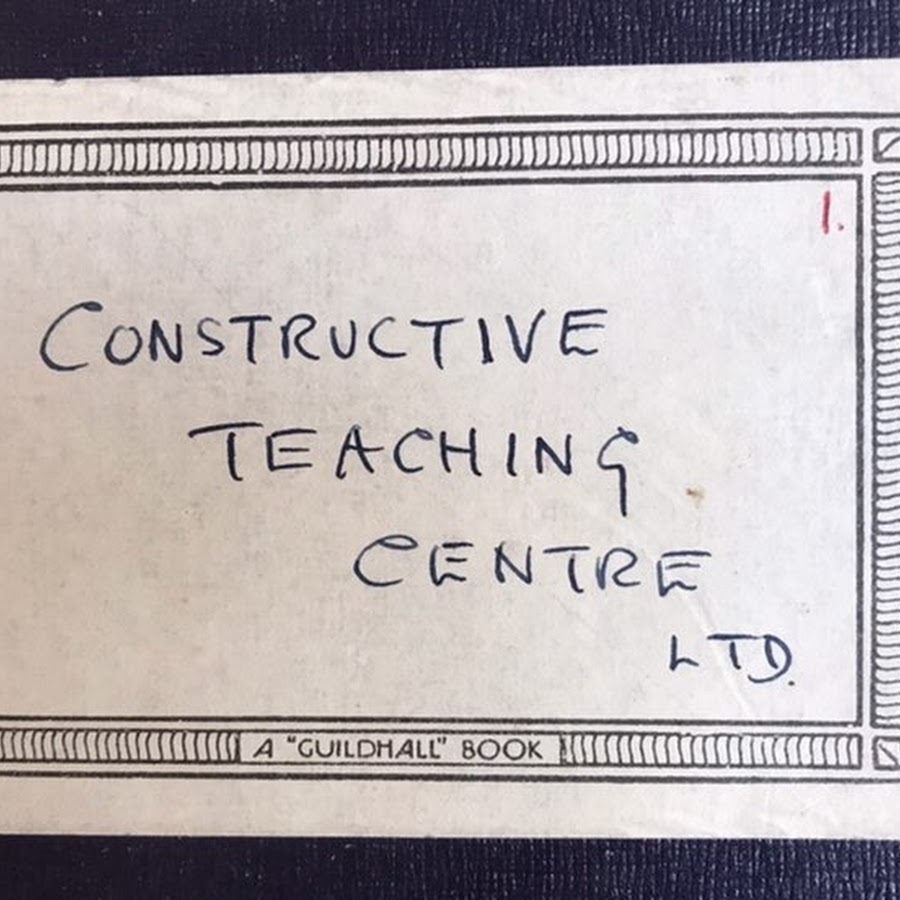 1.
CONSTRUCTIVE
TEACHING
CENTRE
LTD.
A "GUILDHALL" BOOK